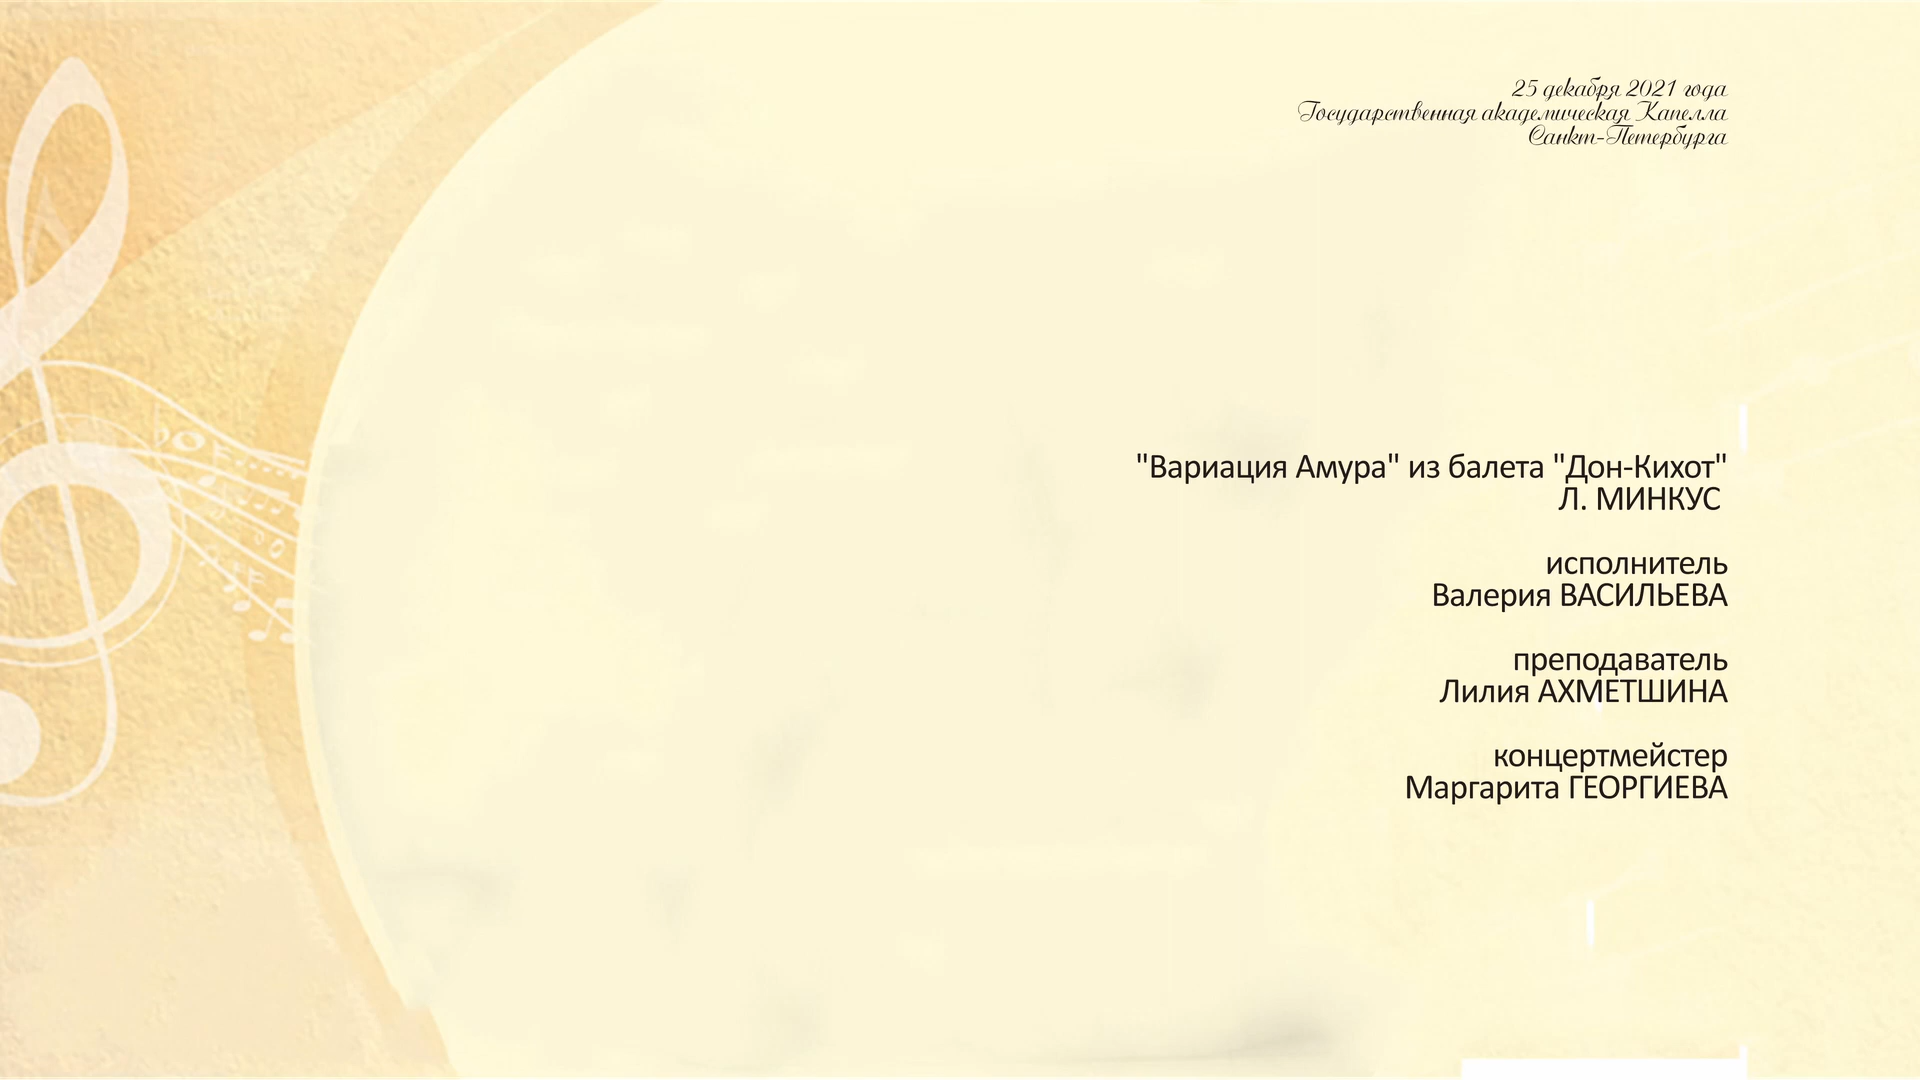 25 декабря 2021 года
Государственная академическая Капелла
Санкт-Петербурга
"Вариация Амура" из балета "Дон-Кихот"
Л. МИНКУС
исполнитель
Валерия ВАСИЛЬЕВА
преподаватель
Лилия АХМЕТШИНА
концертмейстер
Маргарита ГЕОРГИЕВА